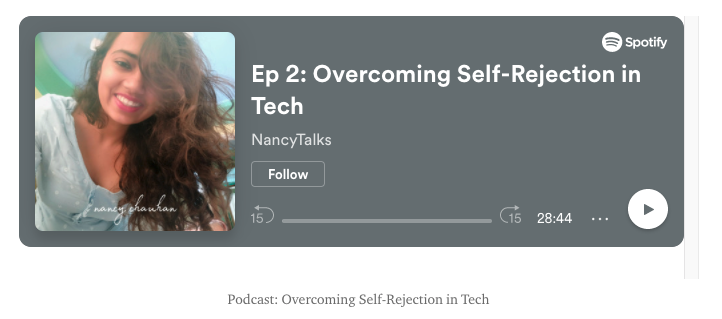 Spotify
Ep 2: Overcoming Self-Rejection in
Tech
NancyTalks
Follow
nancy chauhan
15
15
28:44
Podcast: Overcoming Self-Rejection in Tech